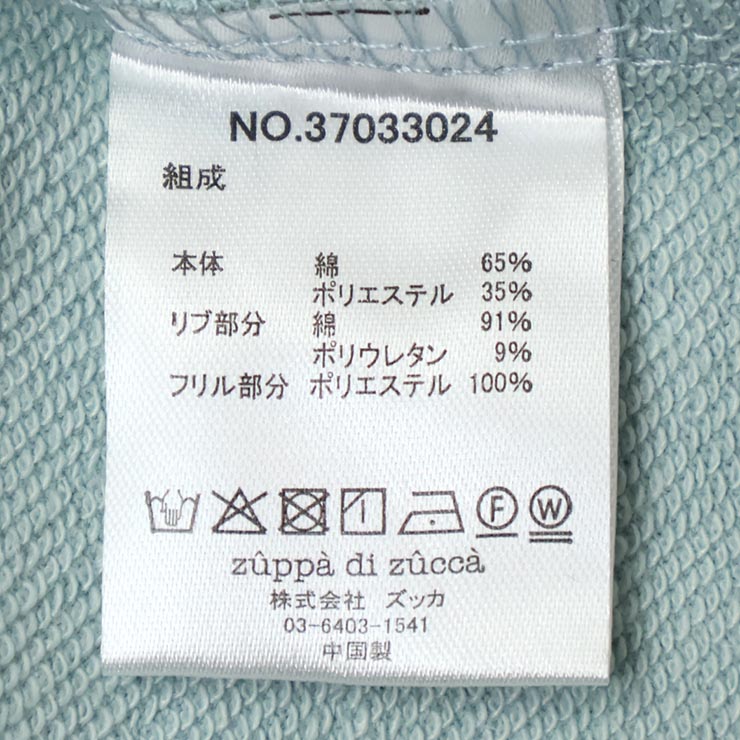 NO.37033024
組成
本体 綿 65%
ポリエステル 35%
リブ部分 綿 91%
ポリウレタン 9%
フリル部分 ポリエステル 100%
F W
zûppà di zûccà
株式会社 ズッカ
03-6403-1541
中国製